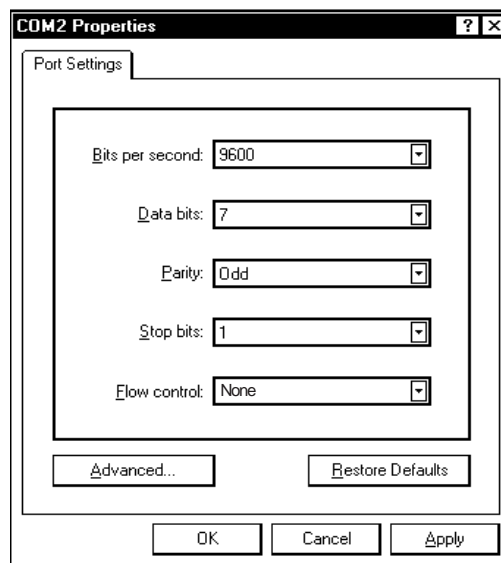 COM2 Properties ? X
Port Settings
Bits per second: 9600
Data bits: 7
Parity: Odd
Stop bits: 1
Flow control: None
Advanced... Restore Defaults
OK Cancel Apply